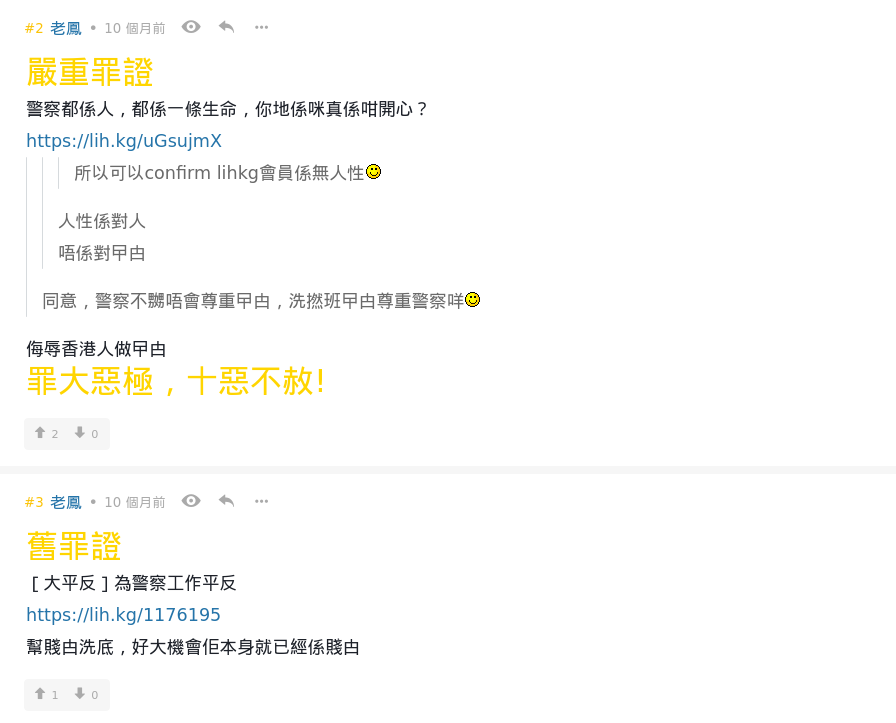 #2 老鳳 • 10 個月前
嚴重罪證
警察都係人，都係一條生命，你地係咪真係咁開心？
https://lih.kg/uGsujmX
所以可以confirm lihkg會員係無人性
人性係對人
唔係對曱甴
同意，警察不嬲唔會尊重曱甴，洗撚班曱甴尊重警察咩
侮辱香港人做曱甴
罪大惡極，十惡不赦!
2 0
#3 老鳳 • 10 個月前
舊罪證
[ 大平反 ] 為警察工作平反
https://lih.kg/1176195
幫賤甴洗底，好大機會佢本身就已經係賤甴
1 0